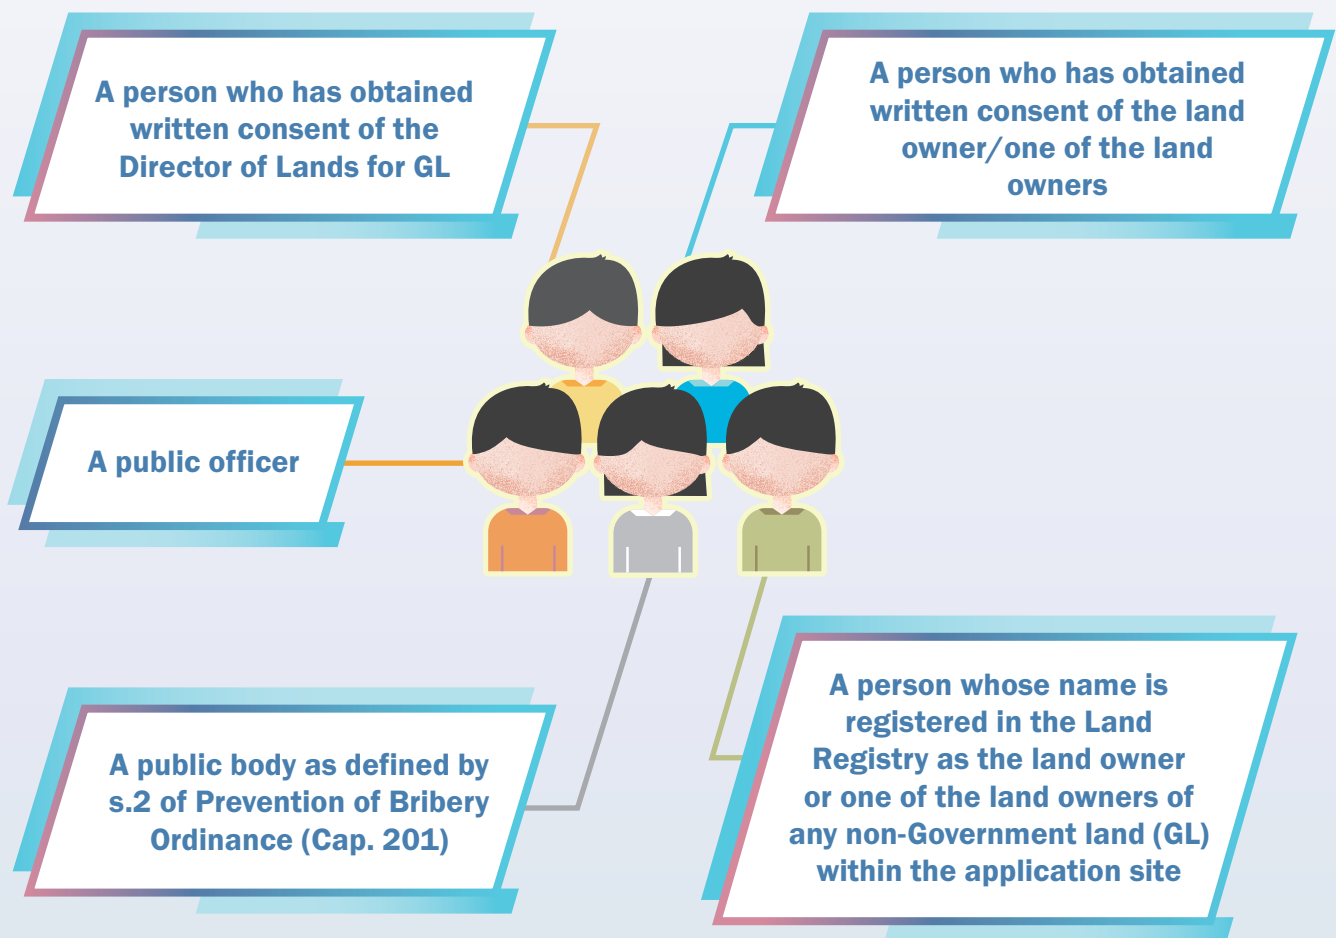 A person who has obtained
written consent of the
Director of Lands for GL
A person who has obtained
written consent of the land
owner/one of the land
owners
A public officer
A public body as defined by
s.2 of Prevention of Bribery
Ordinance (Cap. 201)
A person whose name is
registered in the Land
Registry as the land owner
or one of the land owners of
any non-Government land (GL)
within the application site